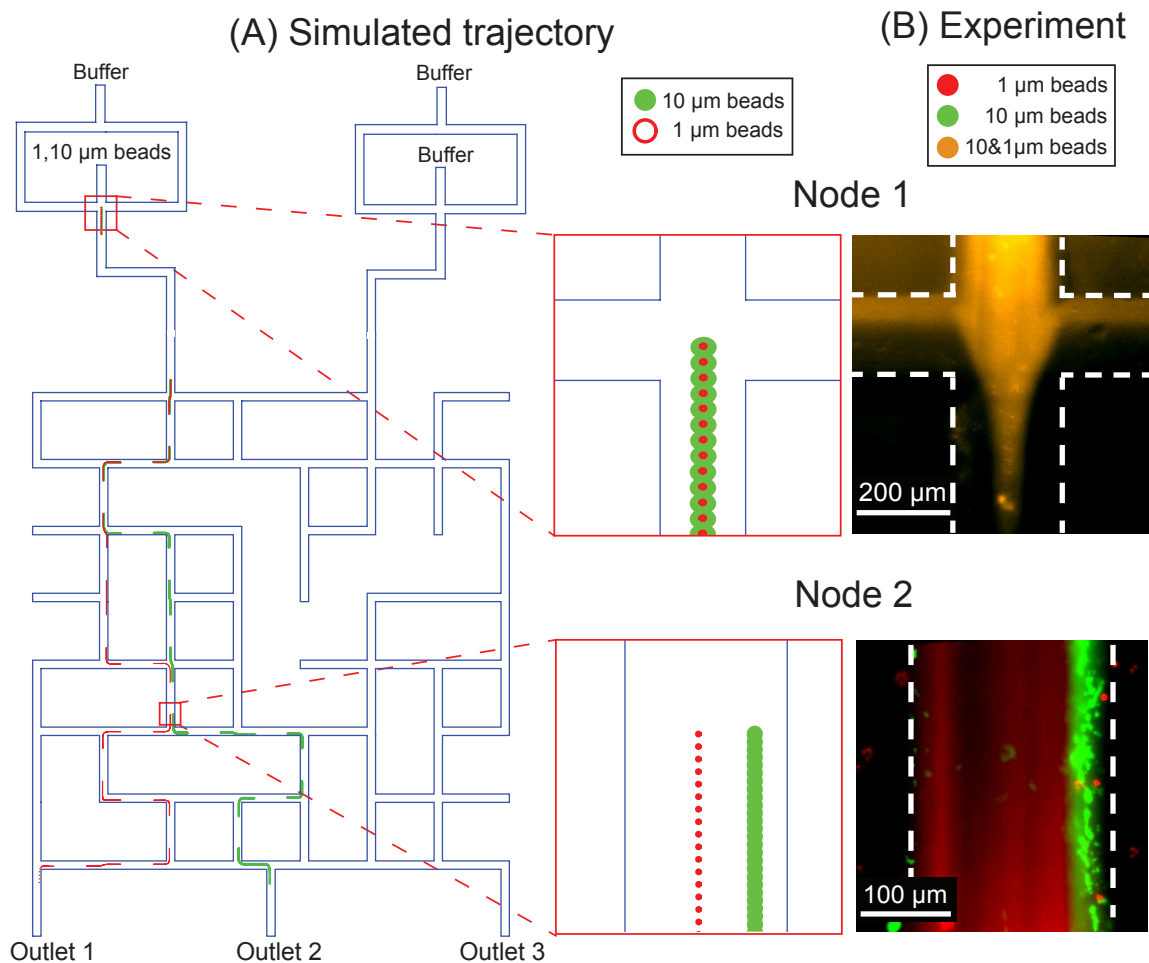 (A) Simulated trajectory
(B) Experiment
Buffer
Buffer
1,10 µm beads
Buffer
10 µm beads
1 µm beads
1 µm beads
10 µm beads
10&1µm beads
Node 1
200 µm
Node 2
100 µm
Outlet 1
Outlet 2
Outlet 3